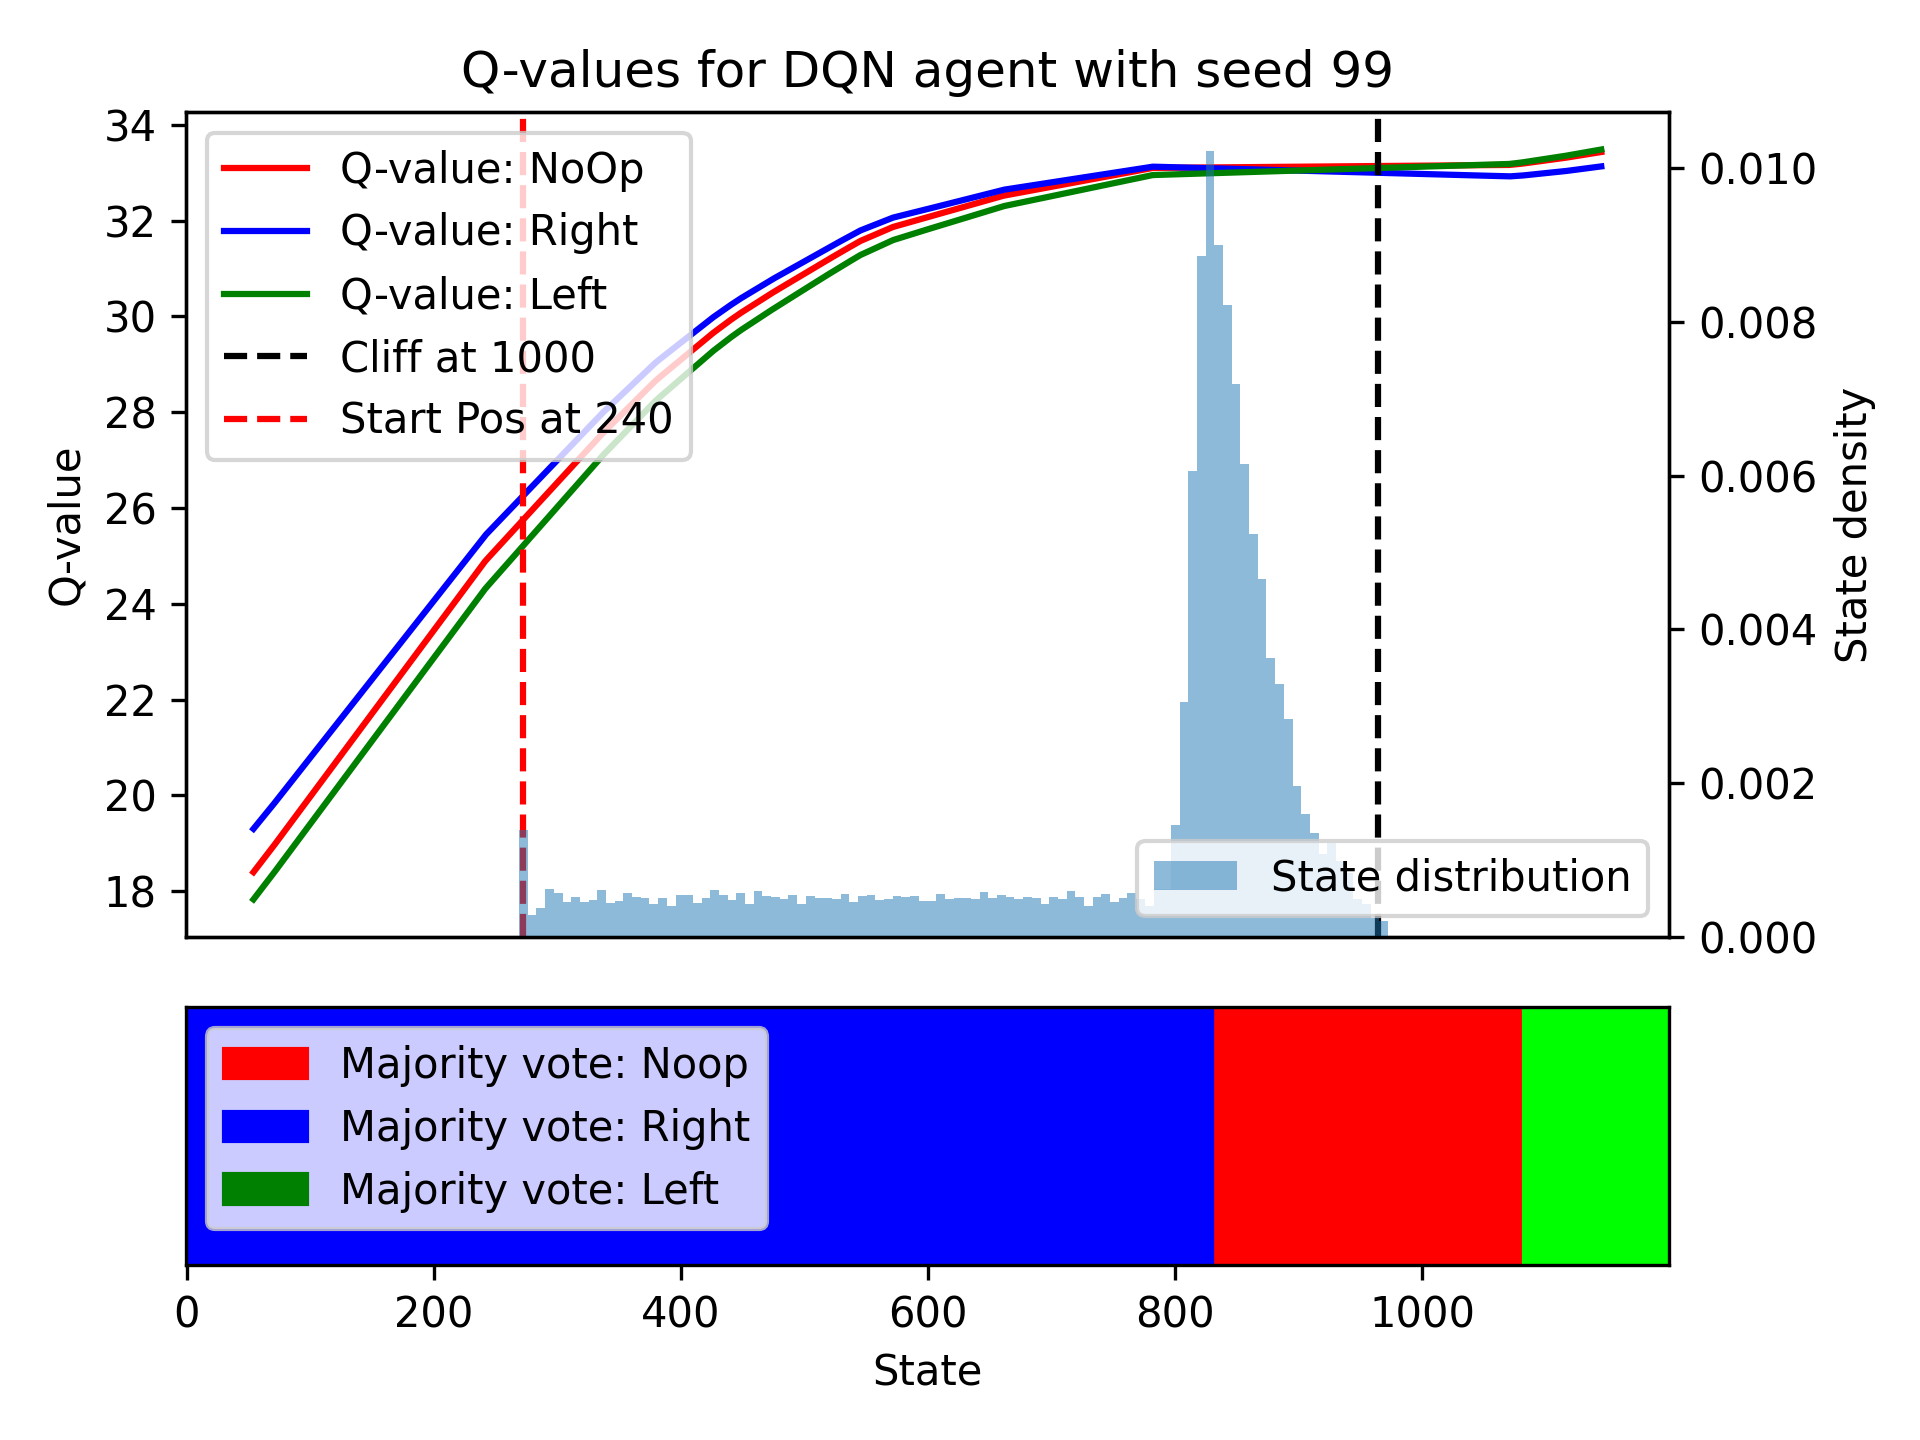 Q-values for DQN agent with seed 99
34
32
30
28
26
24
22
20
18
Q-value
Q-value: NoOp
Q-value: Right
Q-value: Left
Cliff at 1000
Start Pos at 240
0.010
0.008
0.006
0.004
0.002
0.000
State density
State distribution
Majority vote: Noop
Majority vote: Right
Majority vote: Left
0 200 400 600 800 1000
State